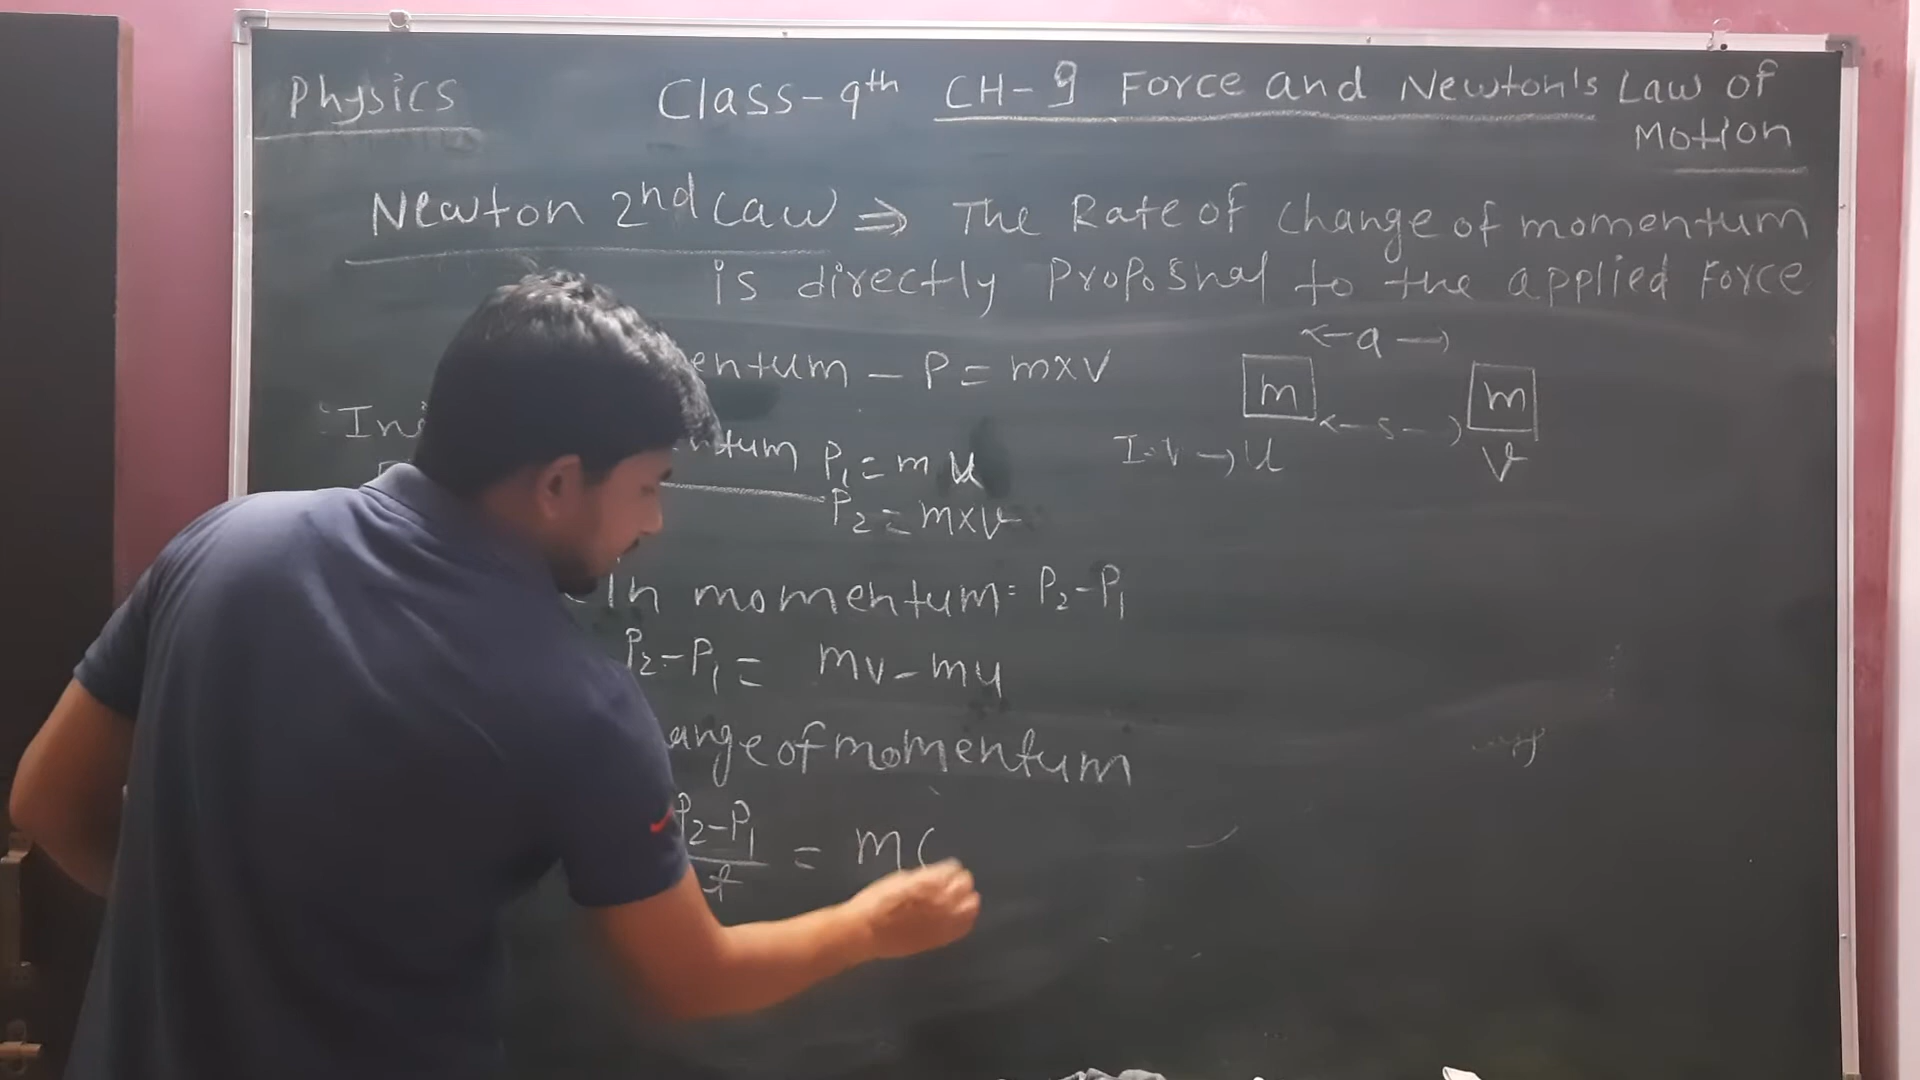 Physics Class-9th CH-9 Force and Newton's Law of
Motion
Newton 2nd Law ⇒ The Rate of change of momentum
is directly Proposhal to the applied Force
entum - P = m×v
Ini ntum P₁ = m u
P₂ = m×v
In momentum = P₂-P₁
P₂-P₁ = mv-mu
ange of momentum
P₂-P₁/t = m(
←a→
m m
←s→
I.V→u v